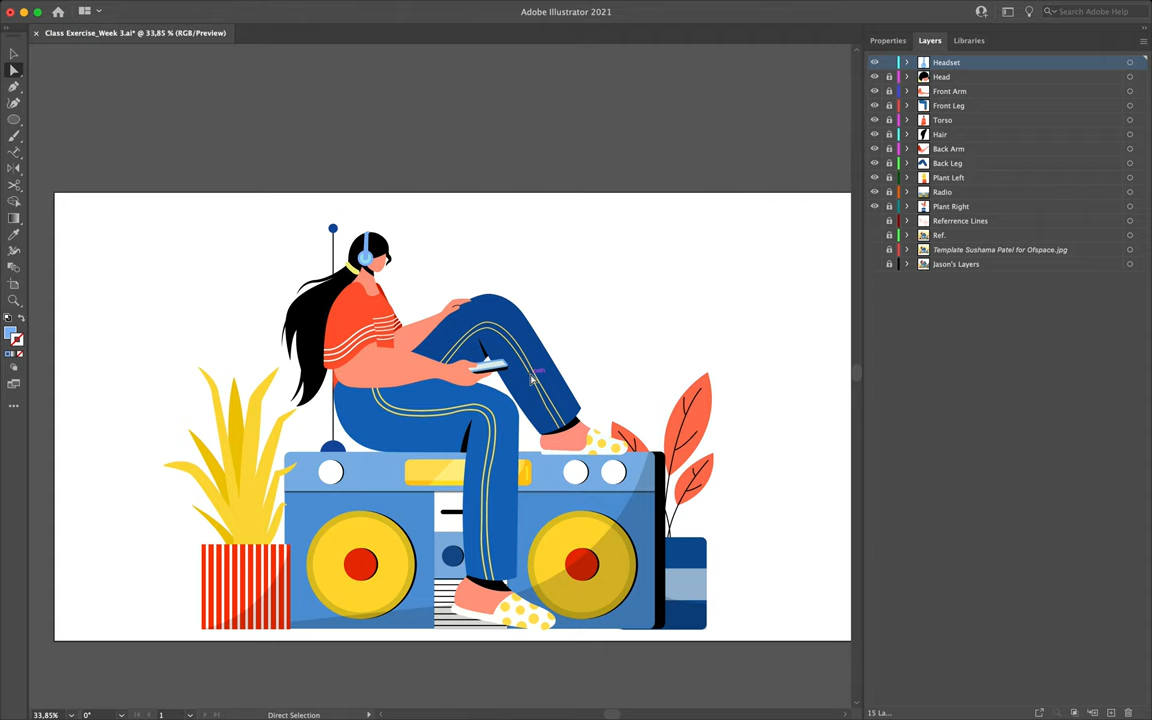 Adobe Illustrator 2021
Search Adobe Help
× Class Exercise_Week 3.ai* @ 33,85 % (RGB/Preview)
Properties Layers Libraries
Headset
Head
Front Arm
Front Leg
Torso
Hair
Back Arm
Back Leg
Plant Left
Radio
Plant Right
Referrence Lines
Ref.
Template Sushama Patel for Ofspace.jpg
Jason's Layers
33,85% 0° 1 Direct Selection 15 La...